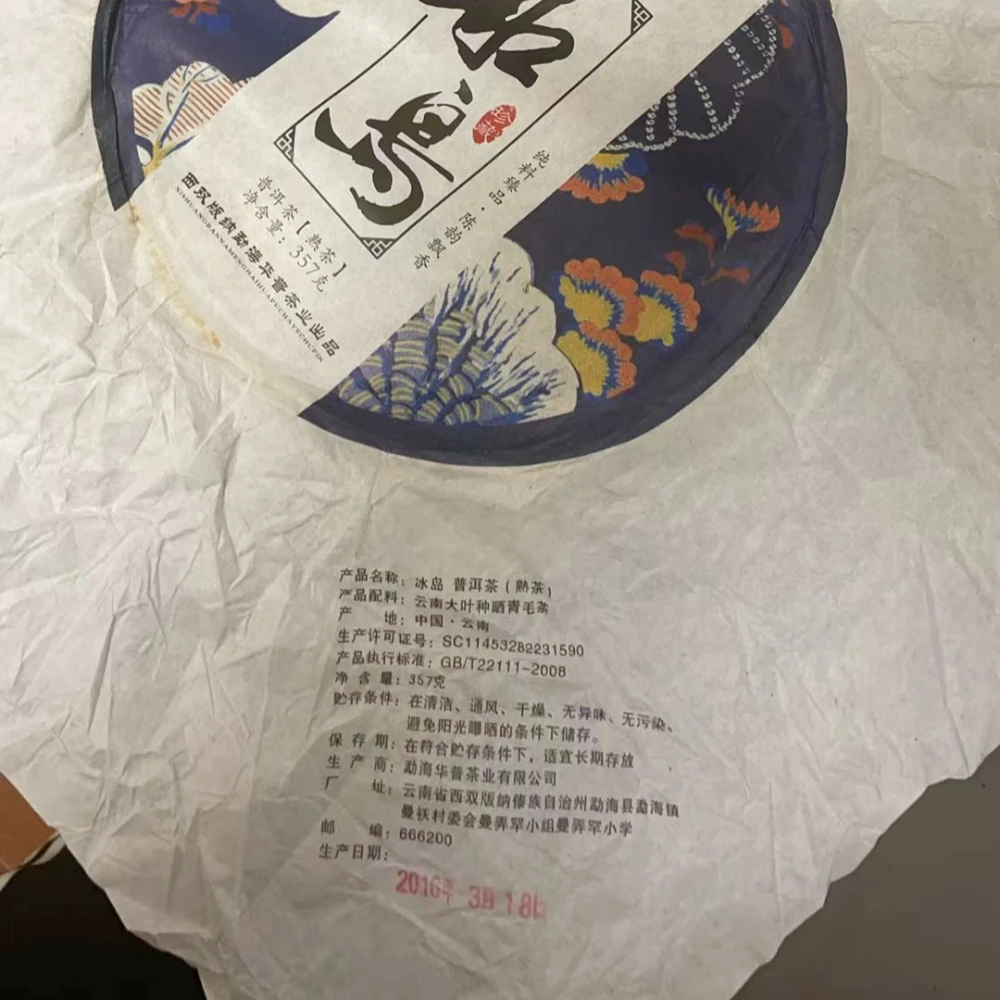 岛
珍藏
纯料臻品·陈韵飘香
普洱茶【熟茶】
净含量：357克
西双版纳勐海华普茶业出品
XISHUANGBANNAMENGHAIHUAPUCHAYECHUPIN
产品名称：冰岛 普洱茶（熟茶）
产品配料：云南大叶种晒青毛茶
产 地：中国·云南
生产许可证号：SC11453282231590
产品执行标准：GB/T22111-2008
净 含 量：357克
贮存条件：在清洁、通风、干燥、无异味、无污染、
避免阳光曝晒的条件下储存。
保 存 期：在符合贮存条件下，适宜长期存放
生 产 商：勐海华普茶业有限公司
厂 址：云南省西双版纳傣族自治州勐海县勐海镇
曼袄村委会曼弄罕小组曼弄罕小学
邮 编：666200
生产日期：
2016年 3月 18日